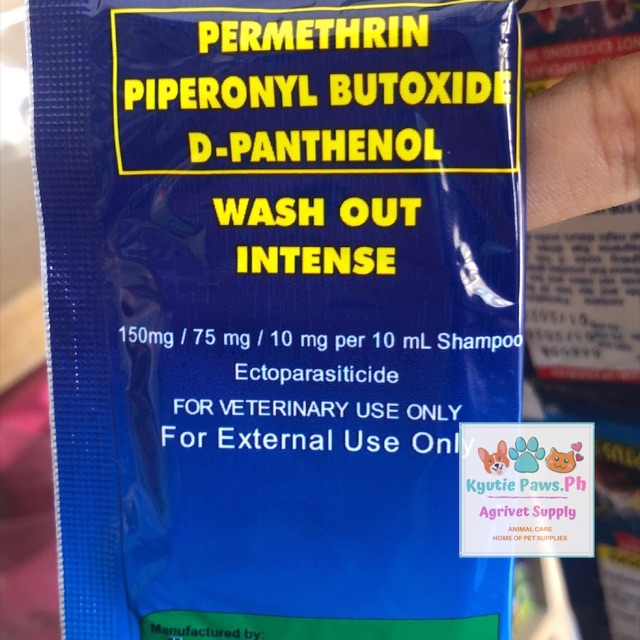 PERMETHRIN
PIPERONYL BUTOXIDE
D-PANTHENOL
WASH OUT
INTENSE
150mg / 75 mg / 10 mg per 10 mL Shampoo
Ectoparasiticide
FOR VETERINARY USE ONLY
For External Use Only
Kyutie Paws.Ph
Agrivet Supply
ANIMAL CARE
HOME OF PET SUPPLIES
Manufactured by: